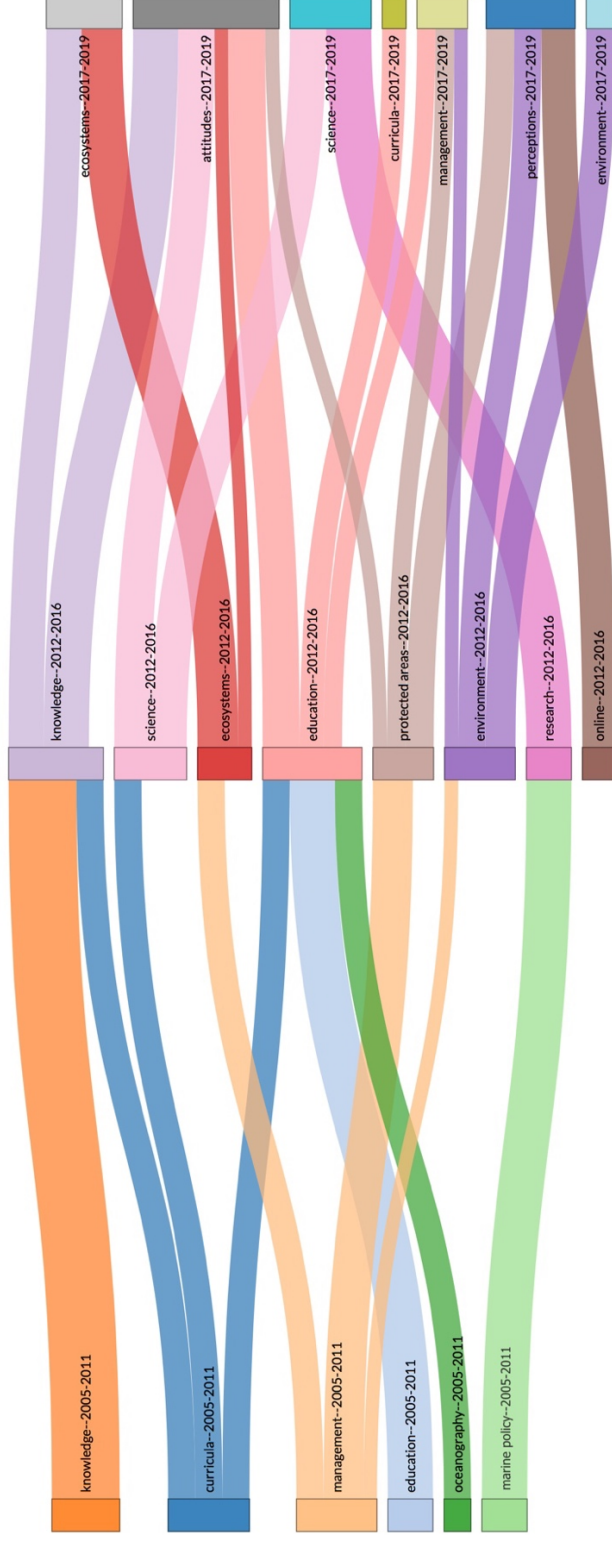 knowledge--2005-2011
curricula--2005-2011
management--2005-2011
education--2005-2011
oceanography--2005-2011
marine policy--2005-2011
knowledge--2012-2016
science--2012-2016
ecosystems--2012-2016
education--2012-2016
protected areas--2012-2016
environment--2012-2016
research--2012-2016
online--2012-2016
ecosystems--2017-2019
attitudes--2017-2019
science--2017-2019
curricula--2017-2019
management--2017-2019
perceptions--2017-2019
environment--2017-2019